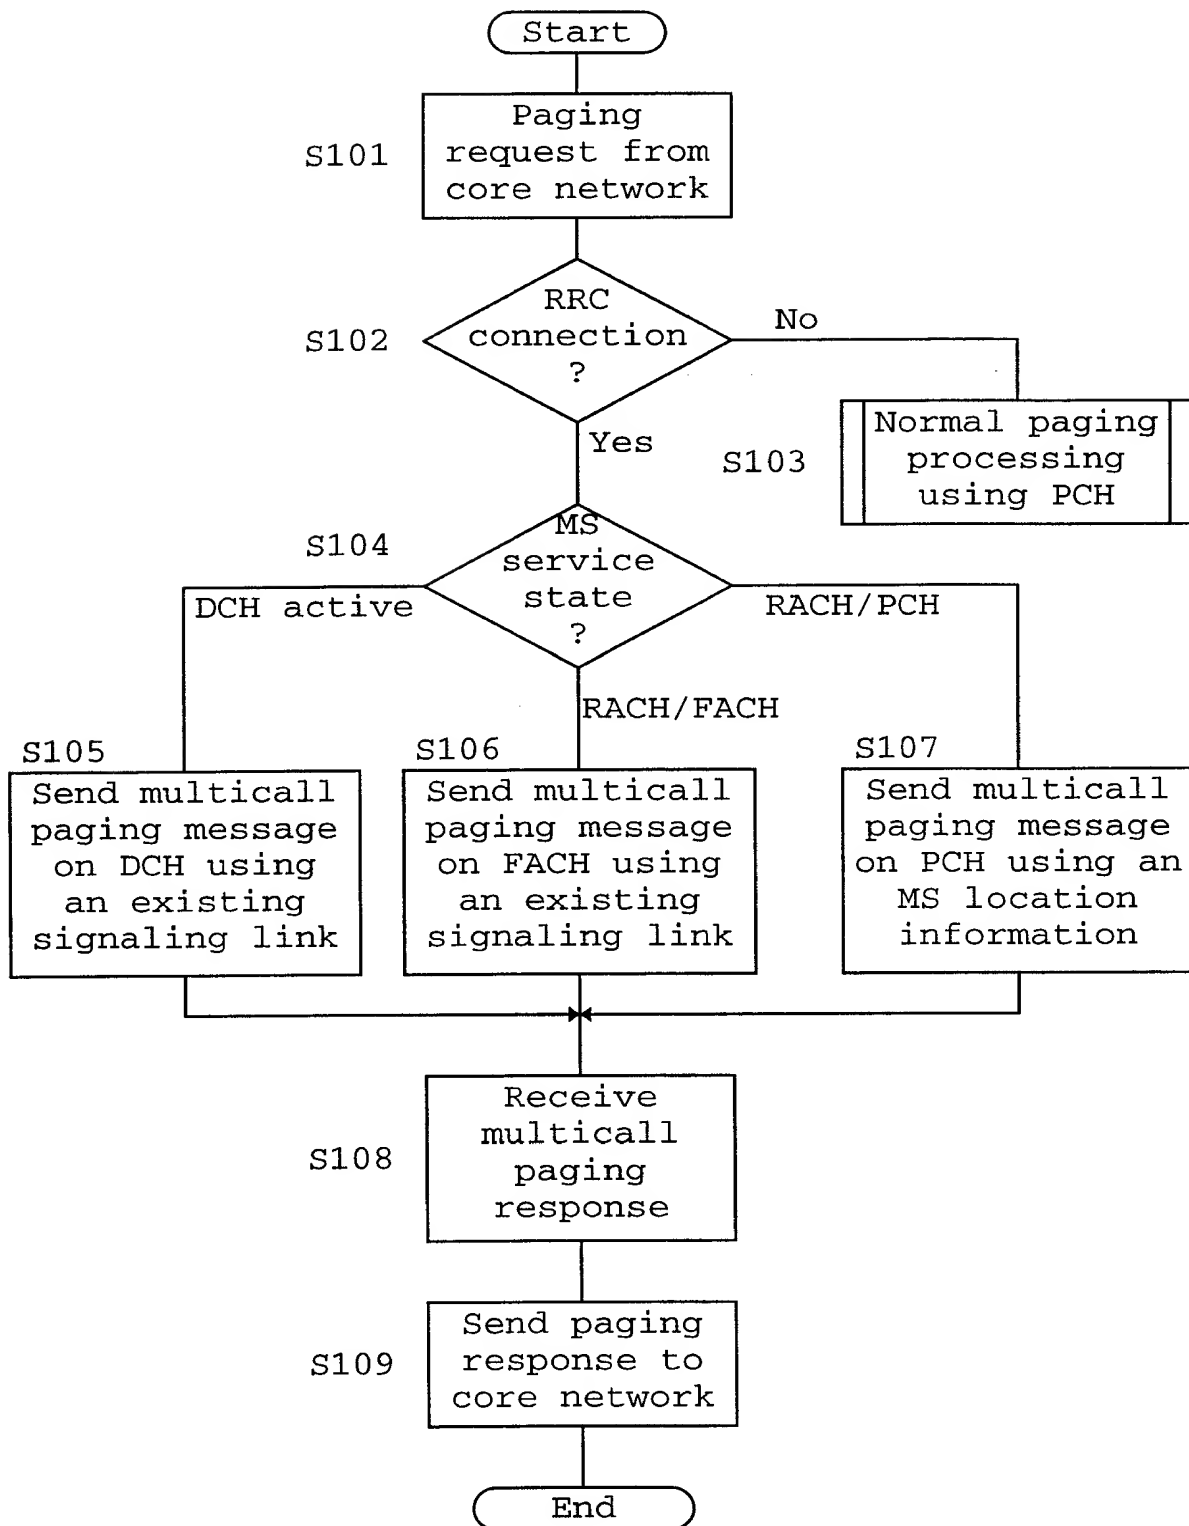 Start
S101
Paging
request from
core network
S102
RRC
connection
?
No
Yes
S103
Normal paging
processing
using PCH
S104
MS
service
state
?
DCH active
RACH/PCH
RACH/FACH
S105
Send multicall
paging message
on DCH using
an existing
signaling link
S106
Send multicall
paging message
on FACH using
an existing
signaling link
S107
Send multicall
paging message
on PCH using an
MS location
information
S108
Receive
multicall
paging
response
S109
Send paging
response to
core network
End